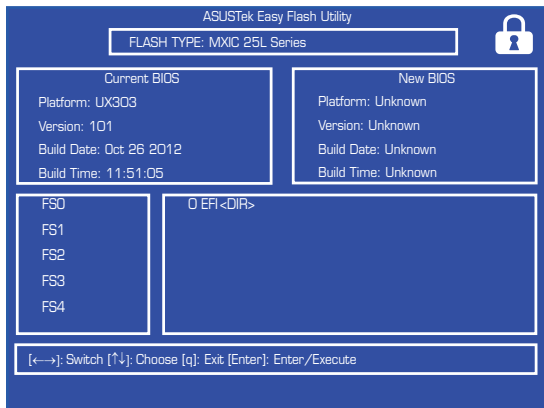 ASUSTek Easy Flash Utility
FLASH TYPE: MXIC 25L Series
Current BIOS
Platform: UX303
Version: 101
Build Date: Oct 26 2012
Build Time: 11:51:05
New BIOS
Platform: Unknown
Version: Unknown
Build Date: Unknown
Build Time: Unknown
FS0
FS1
FS2
FS3
FS4
0 EFI <DIR>
[←→]: Switch [↑↓]: Choose [q]: Exit [Enter]: Enter/Execute